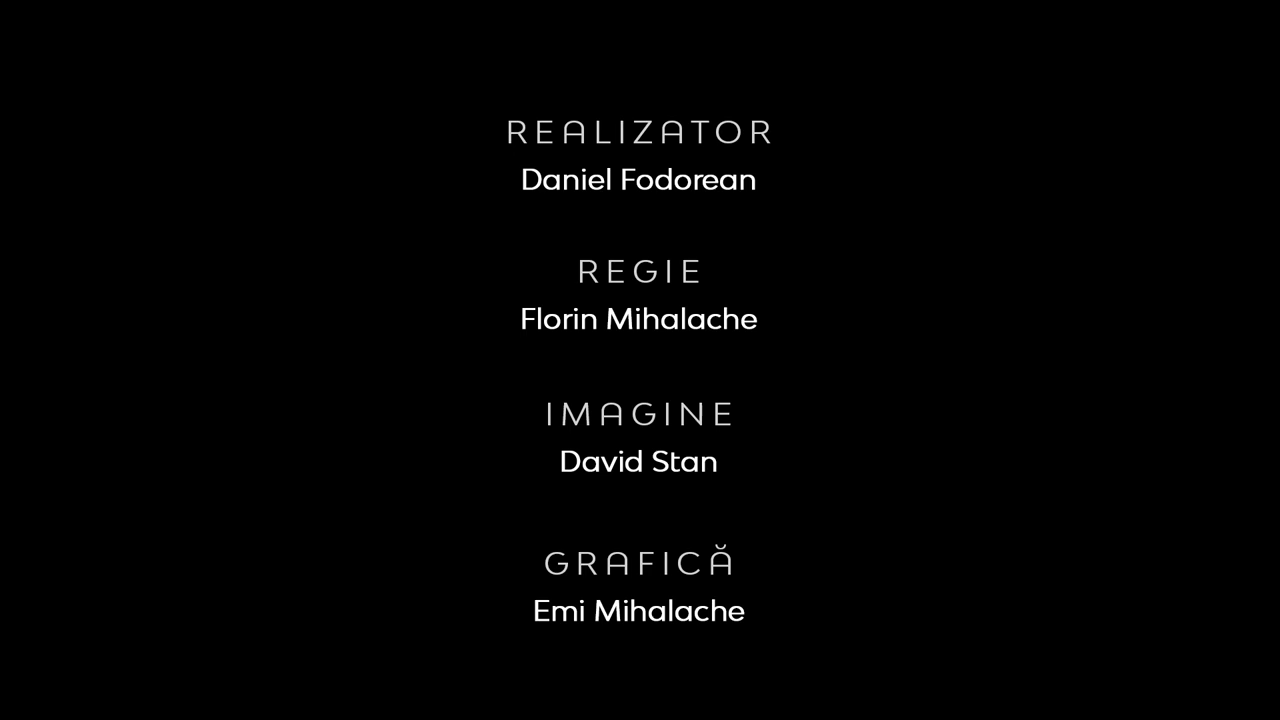 REALIZATOR
Daniel Fodorean
REGIE
Florin Mihalache
IMAGINE
David Stan
GRAFICĂ
Emi Mihalache